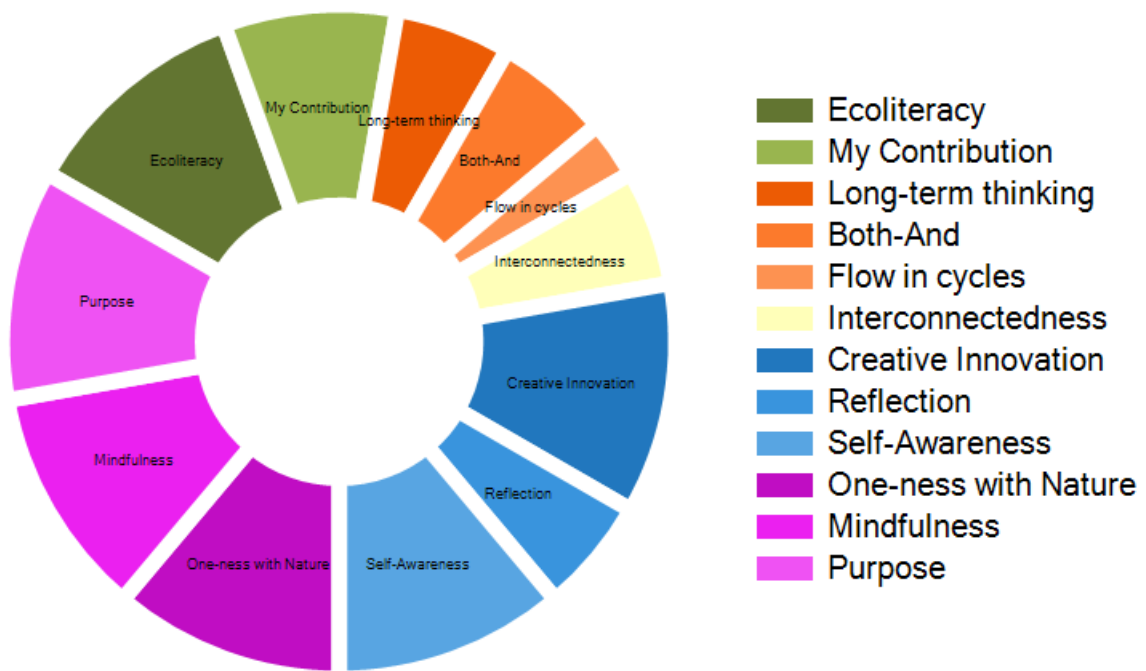 My Contribution
Long-term thinking
Ecoliteracy
Both-And
Flow in cycles
Interconnectedness
Purpose
Creative Innovation
Mindfulness
Reflection
One-ness with Nature
Self-Awareness
Ecoliteracy
My Contribution
Long-term thinking
Both-And
Flow in cycles
Interconnectedness
Creative Innovation
Reflection
Self-Awareness
One-ness with Nature
Mindfulness
Purpose